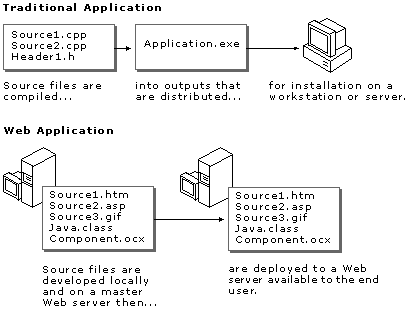 Traditional Application
Source1.cpp
Source2.cpp
Header1.h
Application.exe
Source files are
compiled...
into outputs that
are distributed...
for installation on a
workstation or server.
Web Application
Source1.htm
Source2.asp
Source3.gif
Java.class
Component.ocx
Source1.htm
Source2.asp
Source3.gif
Java.class
Component.ocx
Source files are
developed locally
and on a master
Web server then...
are deployed to a Web
server available to the end
user.